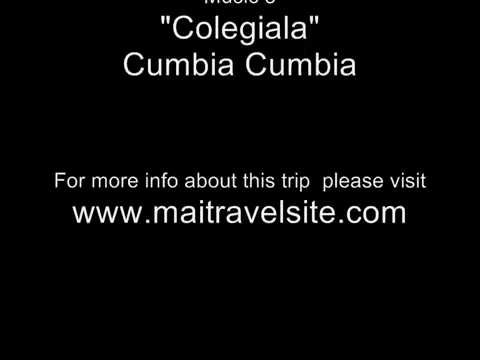 "Colegiala"
Cumbia Cumbia
For more info about this trip please visit
www.maitravelsite.com